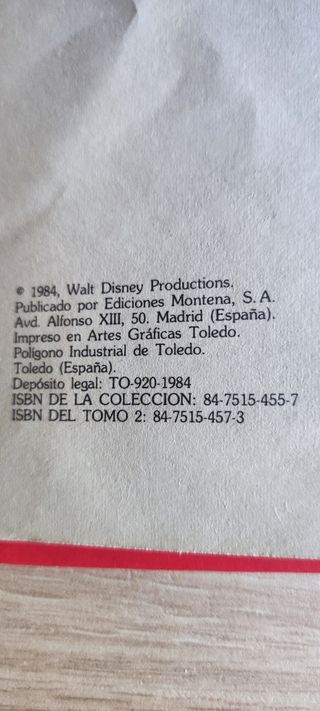 © 1984, Walt Disney Productions.
Publicado por Ediciones Montena, S. A.
Avd. Alfonso XIII, 50. Madrid (España).
Impreso en Artes Gráficas Toledo.
Polígono Industrial de Toledo.
Toledo (España).
Depósito legal: TO-920-1984
ISBN DE LA COLECCION: 84-7515-455-7
ISBN DEL TOMO 2: 84-7515-457-3